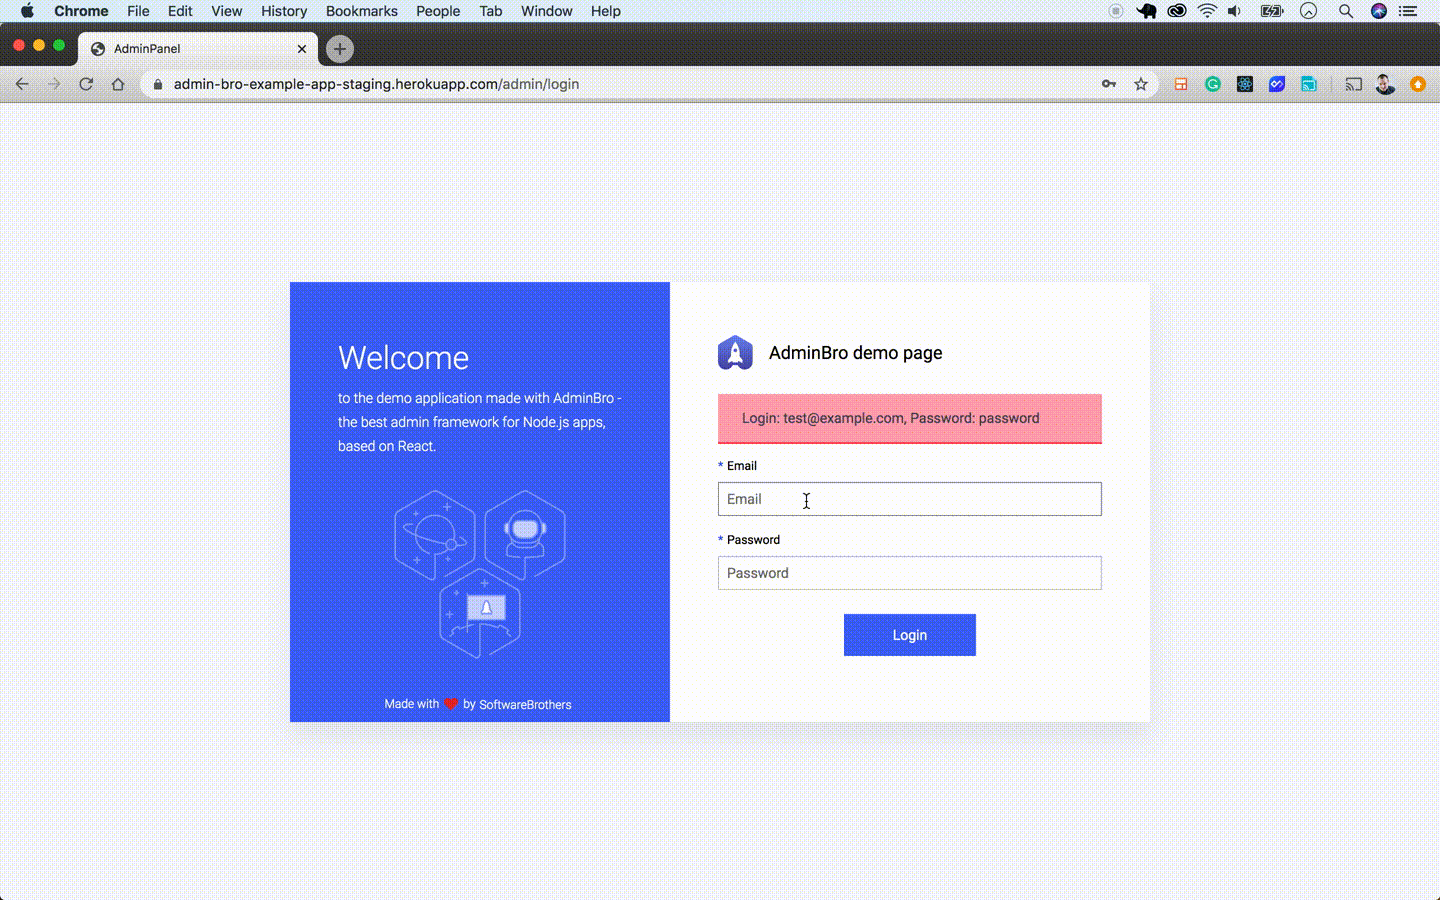 Chrome File Edit View History Bookmarks People Tab Window Help
AdminPanel
admin-bro-example-app-staging.herokuapp.com/admin/login
Welcome
to the demo application made with AdminBro -
the best admin framework for Node.js apps,
based on React.
Made with ❤ by SoftwareBrothers
AdminBro demo page
Login: test@example.com, Password: password
* Email
Email
* Password
Password
Login